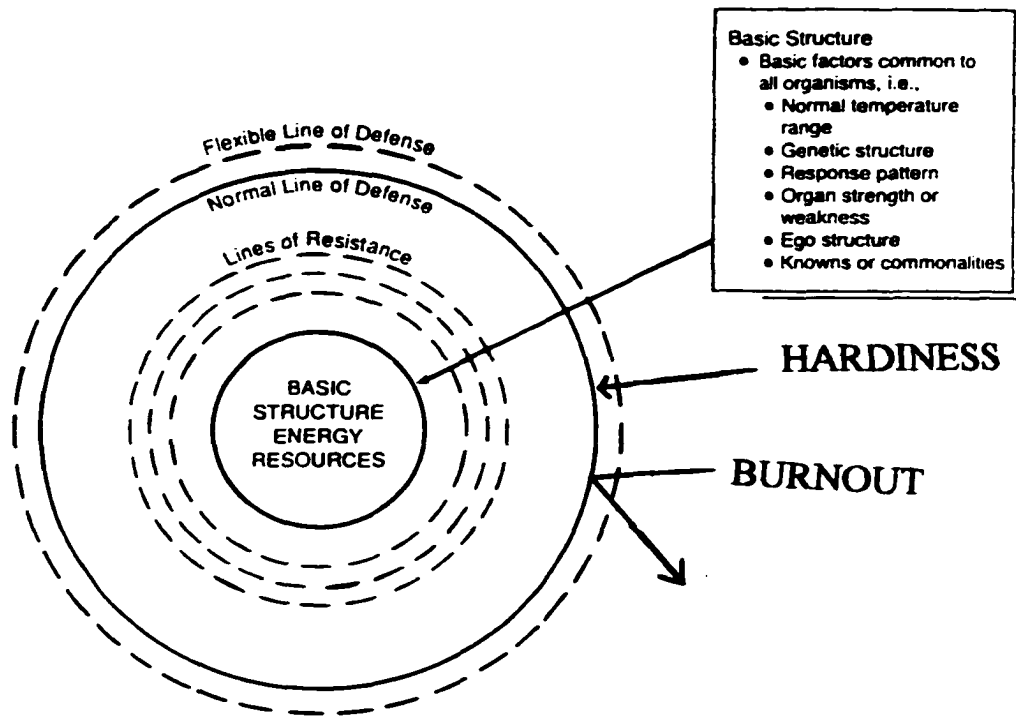 Basic Structure
• Basic factors common to
all organisms, i.e.,
• Normal temperature
range
• Genetic structure
• Response pattern
• Organ strength or
weakness
• Ego structure
• Knowns or commonalities
Flexible Line of Defense
Normal Line of Defense
Lines of Resistance
BASIC
STRUCTURE
ENERGY
RESOURCES
HARDINESS
BURNOUT